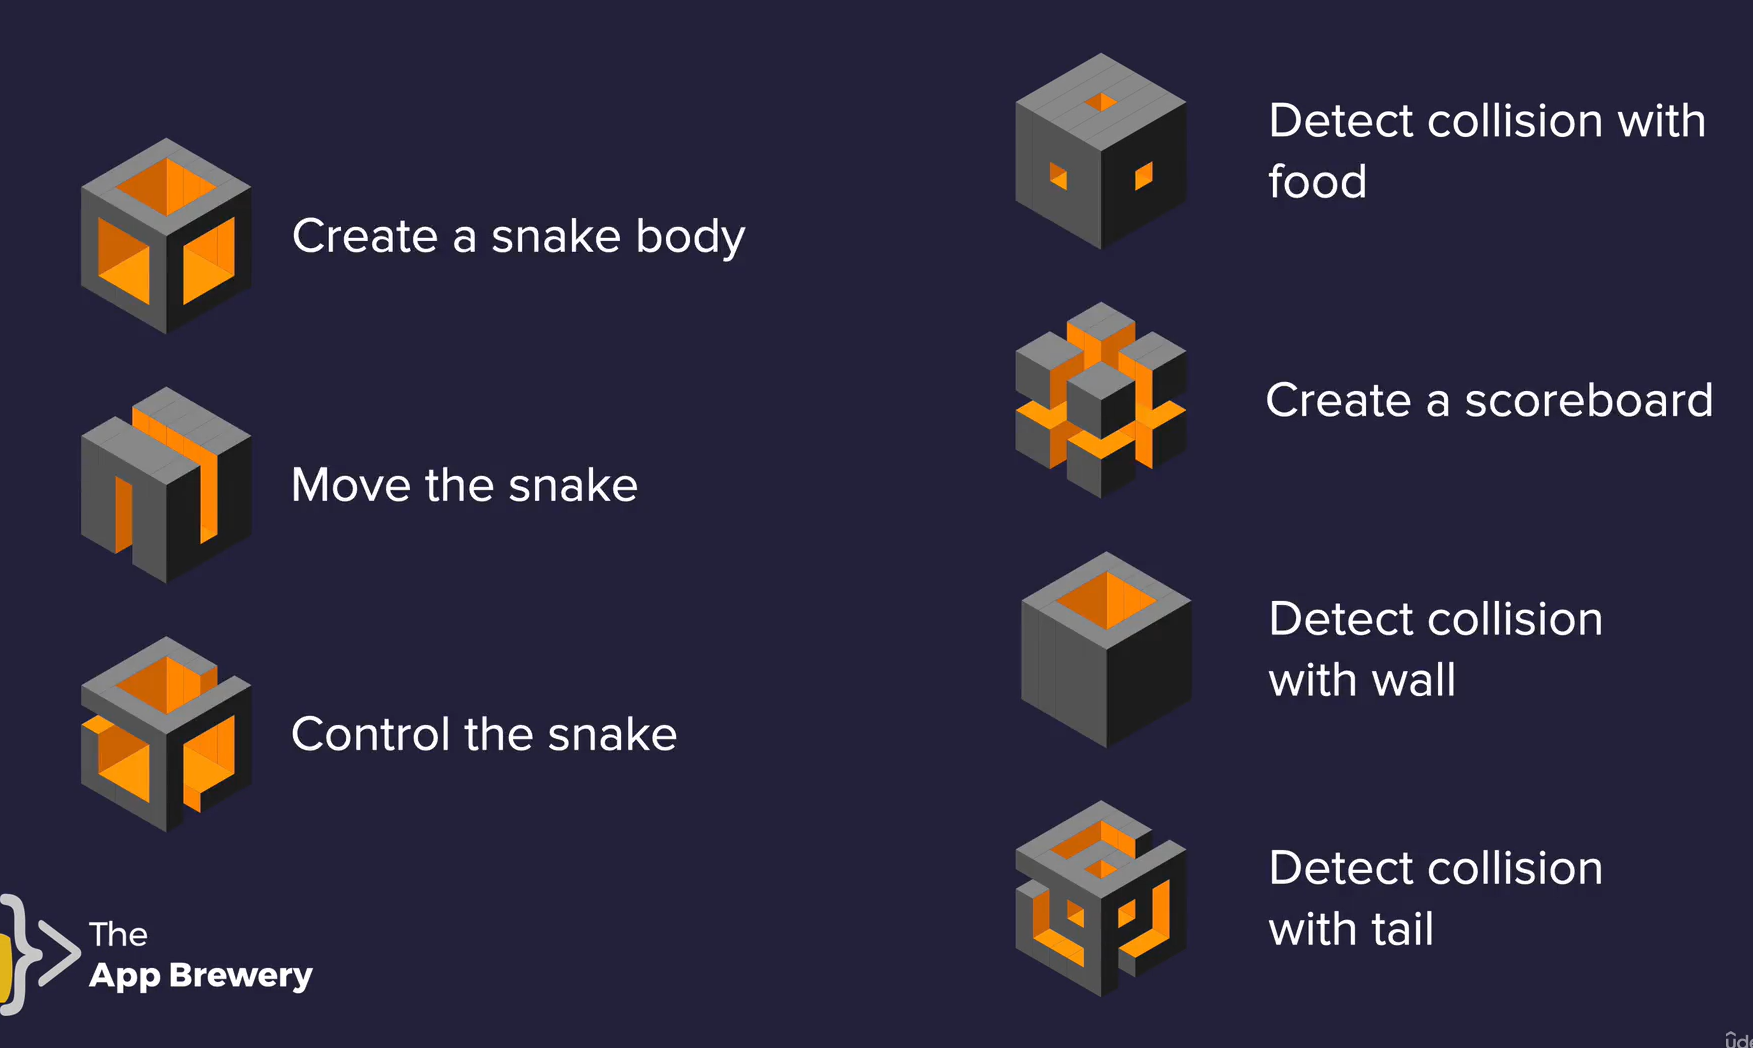 Create a snake body
Move the snake
Control the snake
Detect collision with
food
Create a scoreboard
Detect collision
with wall
Detect collision
with tail
The
App Brewery